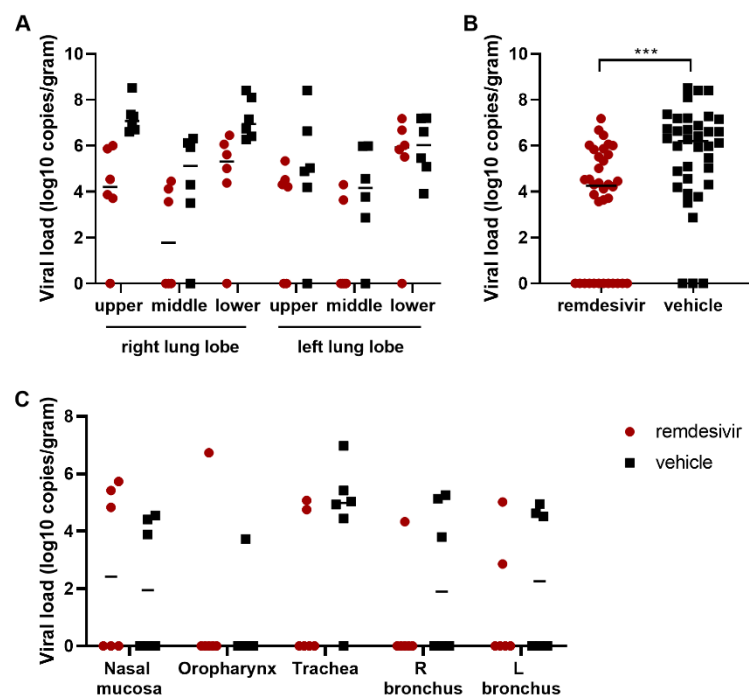 A
Viral load (log10 copies/gram)
10
8
6
4
2
0
upper middle lower upper middle lower
right lung lobe left lung lobe
B
***
Viral load (log10 copies/gram)
10
8
6
4
2
0
remdesivir vehicle
C
Viral load (log10 copies/gram)
8
6
4
2
0
Nasal mucosa
Oropharynx
Trachea
R bronchus
L bronchus
remdesivir
vehicle